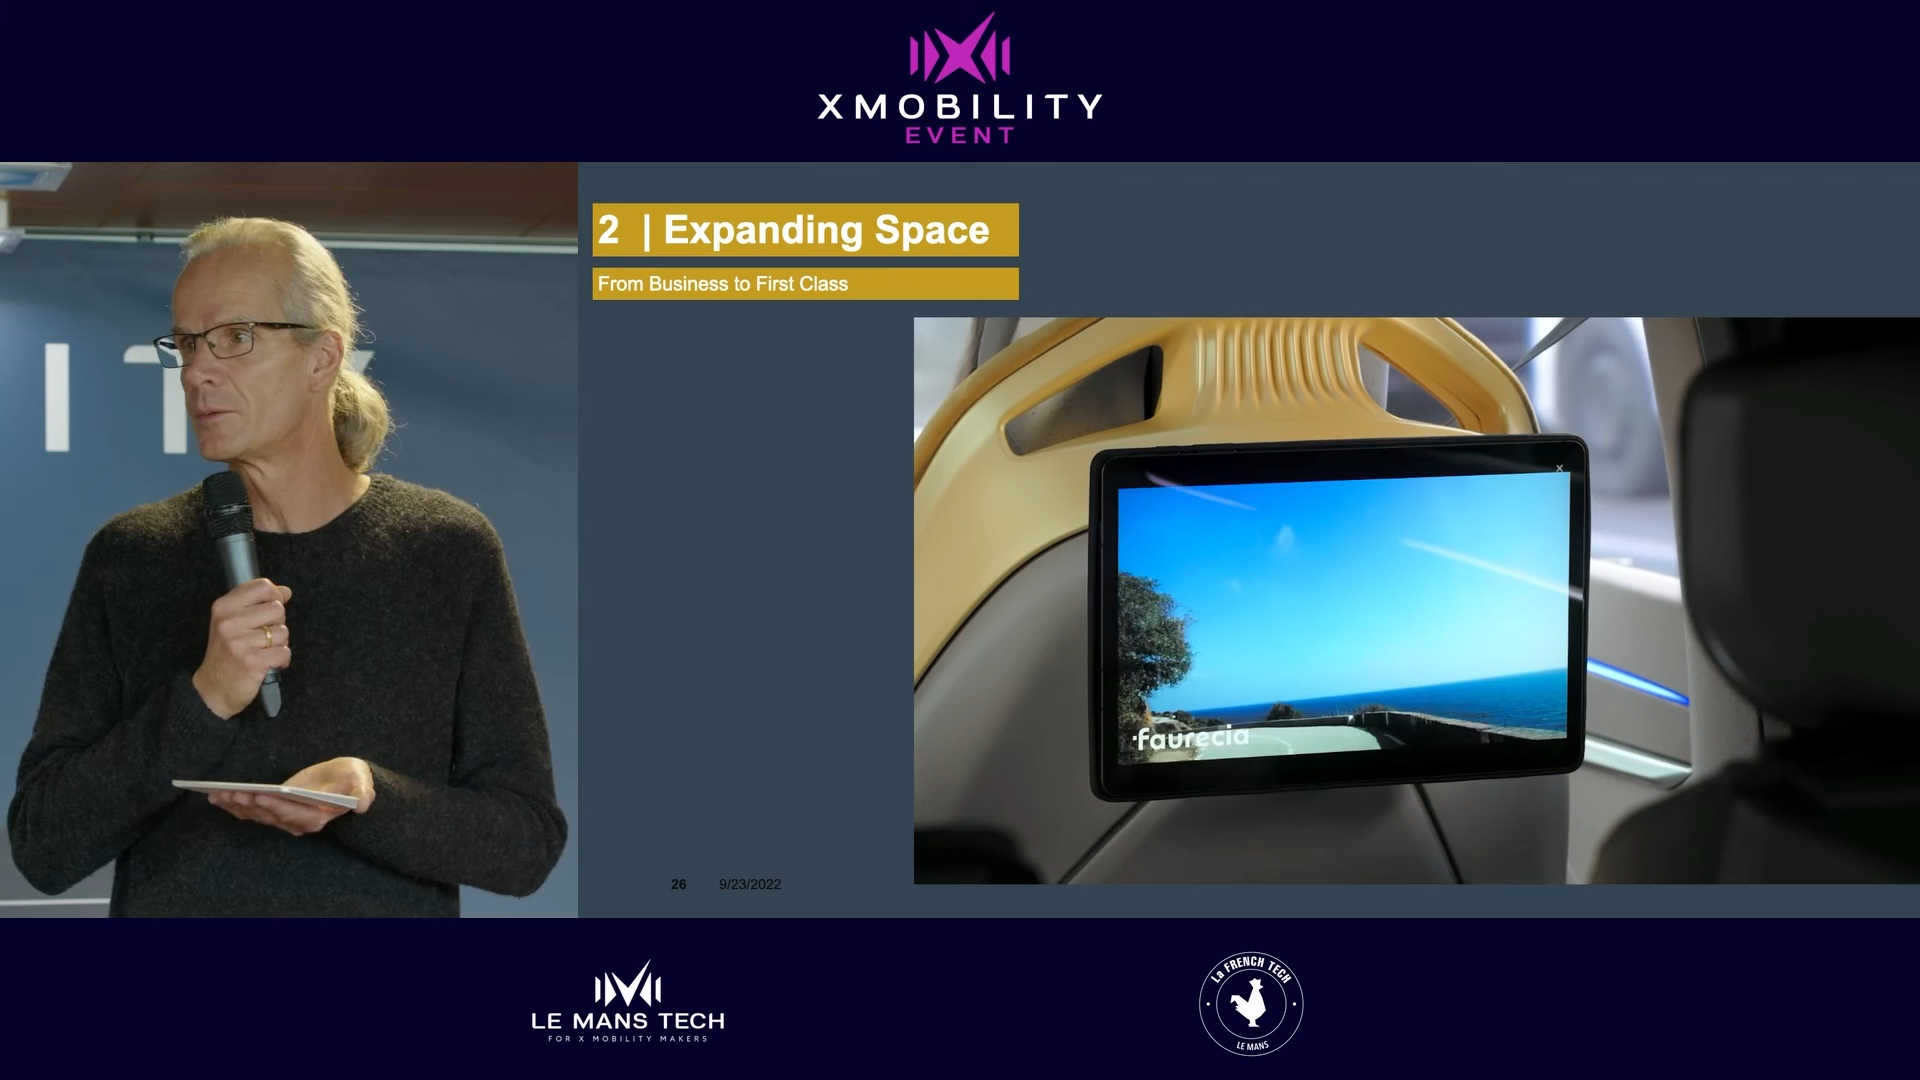 XMOBILITY
EVENT
2 | Expanding Space
From Business to First Class
x
faurecia
26 9/23/2022
LE MANS TECH
FOR X MOBILITY MAKERS
La FRENCH TECH
LE MANS